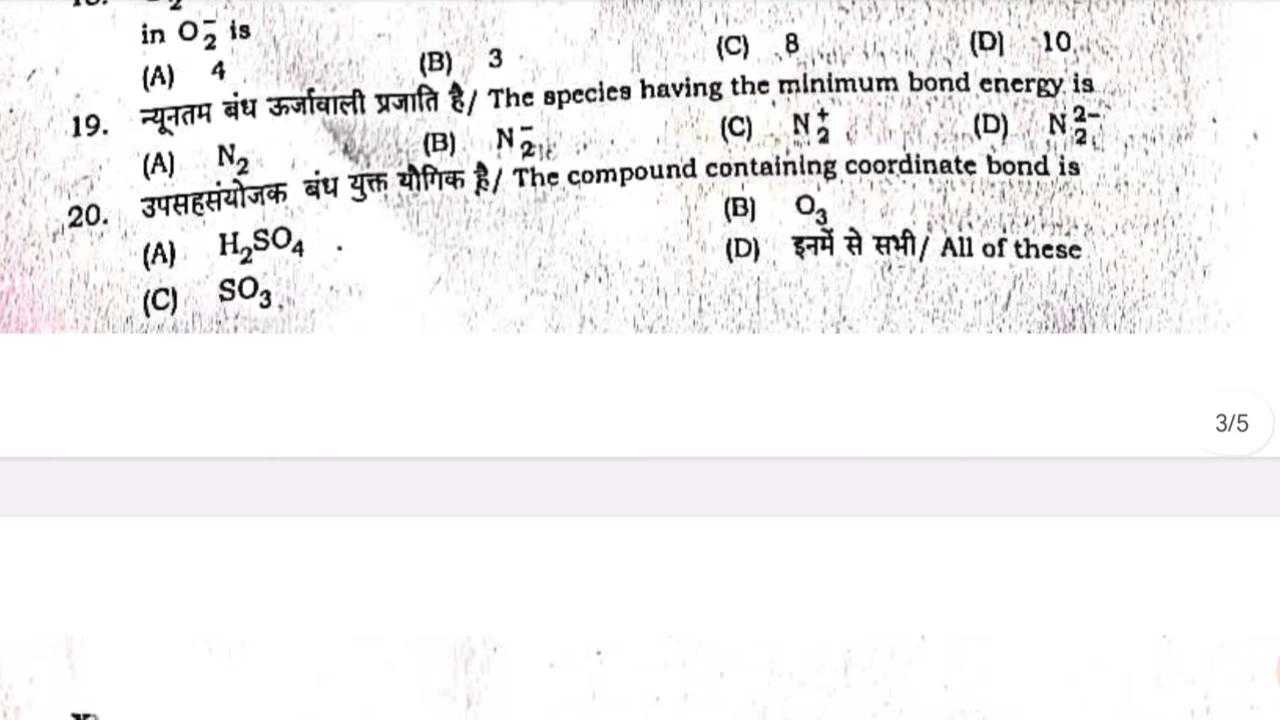 in O₂⁻ is
(A) 4 (B) 3 (C) 8 (D) 10
19. न्यूनतम बंध ऊर्जावाली प्रजाति है/ The species having the minimum bond energy is
(A) N₂ (B) N₂⁻ (C) N₂⁺ (D) N₂²⁻
20. उपसहसंयोजक बंध युक्त यौगिक है/ The compound containing coordinate bond is
(A) H₂SO₄ (B) O₃
(C) SO₃ (D) इनमें से सभी/ All of these
3/5